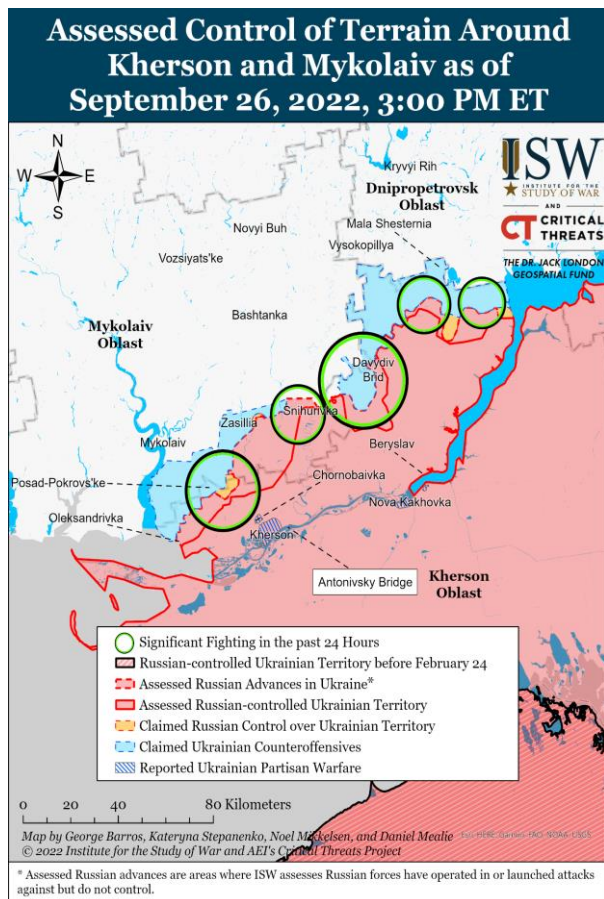 Assessed Control of Terrain Around
Kherson and Mykolaiv as of
September 26, 2022, 3:00 PM ET
N
W E
S
ISW
INSTITUTE FOR THE
STUDY OF WAR
AND
CT CRITICAL
THREATS
THE DR. JACK LONDON
GEOSPATIAL FUND
Kryvyi Rih
Dnipropetrovsk
Oblast
Mala Shesternia
Novyi Buh
Vysokopillya
Vozsiyats'ke
Bashtanka
Mykolaiv
Oblast
Davydiv
Brid
Snihurivka
Zasillia
Mykolaiv
Beryslav
Posad-Pokrovs'ke
Chornobaivka
Nova Kakhovka
Oleksandrivka
Kherson
Antonivsky Bridge
Kherson
Oblast
Significant Fighting in the past 24 Hours
Russian-controlled Ukrainian Territory before February 24
Assessed Russian Advances in Ukraine*
Assessed Russian-controlled Ukrainian Territory
Claimed Russian Control over Ukrainian Territory
Claimed Ukrainian Counteroffensives
Reported Ukrainian Partisan Warfare
0 20 40 80 Kilometers
Map by George Barros, Kateryna Stepanenko, Noel Mikkelsen, and Daniel Mealie
Esri, HERE, Garmin, FAO, NOAA, USGS
© 2022 Institute for the Study of War and AEI's Critical Threats Project
* Assessed Russian advances are areas where ISW assesses Russian forces have operated in or launched attacks
against but do not control.